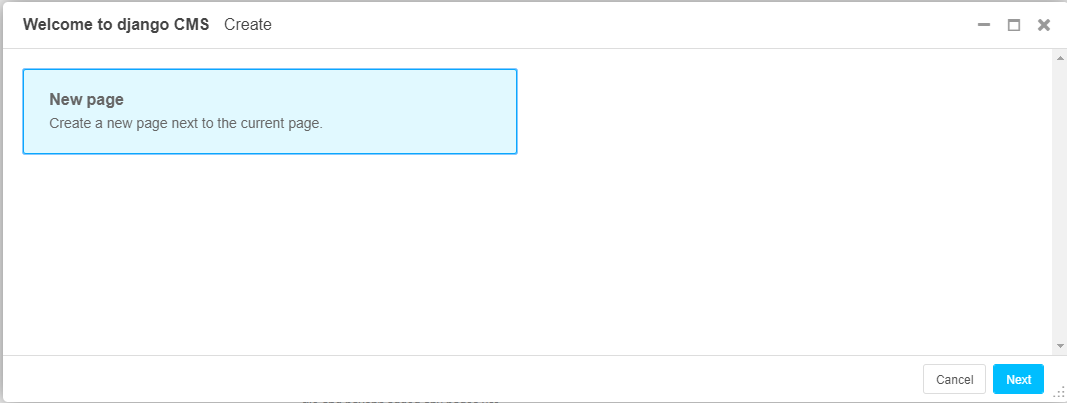 Welcome to django CMS Create
New page
Create a new page next to the current page.
Cancel Next